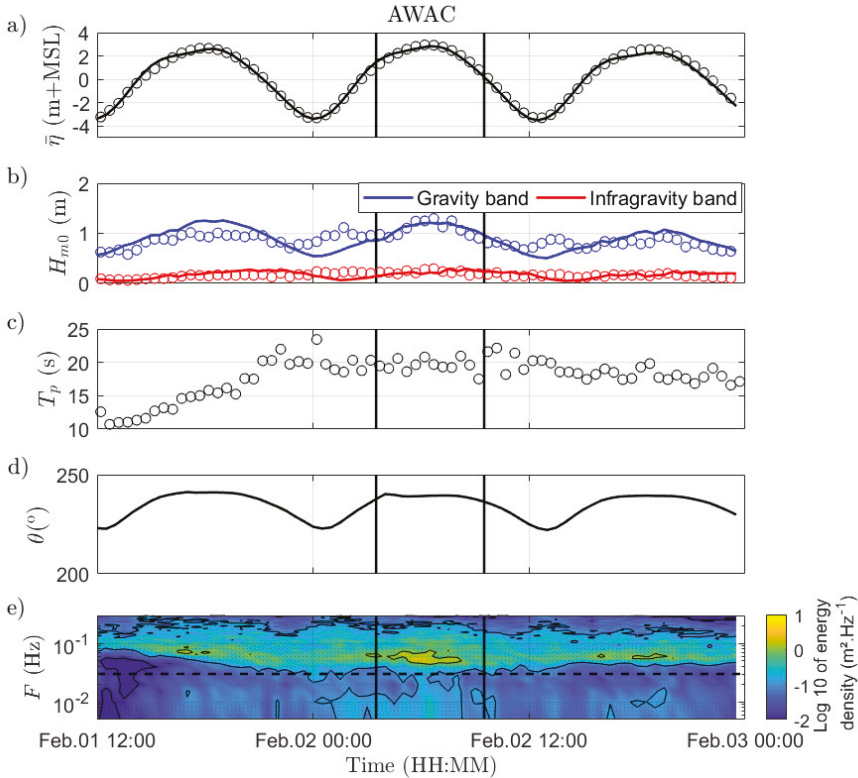 AWAC
a)
4
2
0
-2
-4
η̄ (m+MSL)
b)
2
1
0
H_{m0} (m)
Gravity band
Infragravity band
c)
25
20
15
10
T_p (s)
d)
250
200
θ(°)
e)
10^{-1}
10^{-2}
F (Hz)
1
0
-1
-2
Log 10 of energy
density (m².Hz^{-1})
Feb.01 12:00
Feb.02 00:00
Feb.02 12:00
Feb.03 00:00
Time (HH:MM)